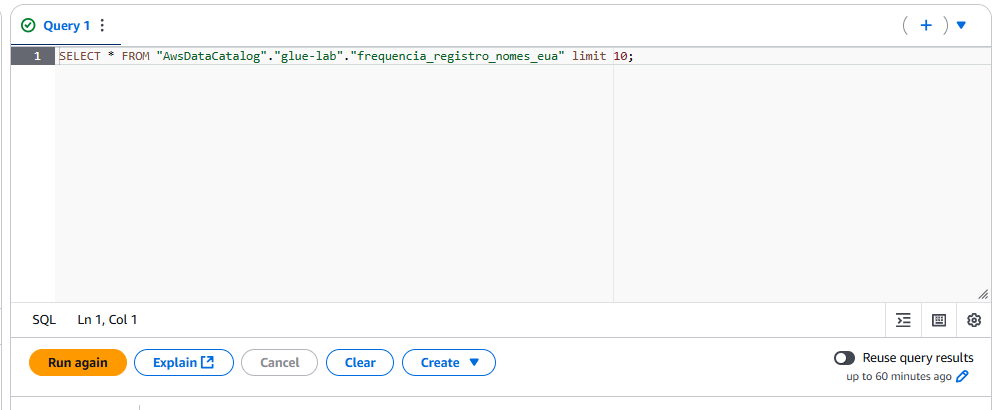 Query 1
1 SELECT * FROM "AwsDataCatalog"."glue-lab"."frequencia_registro_nomes_eua" limit 10;
SQL Ln 1, Col 1
Run again Explain Cancel Clear Create Reuse query results
up to 60 minutes ago